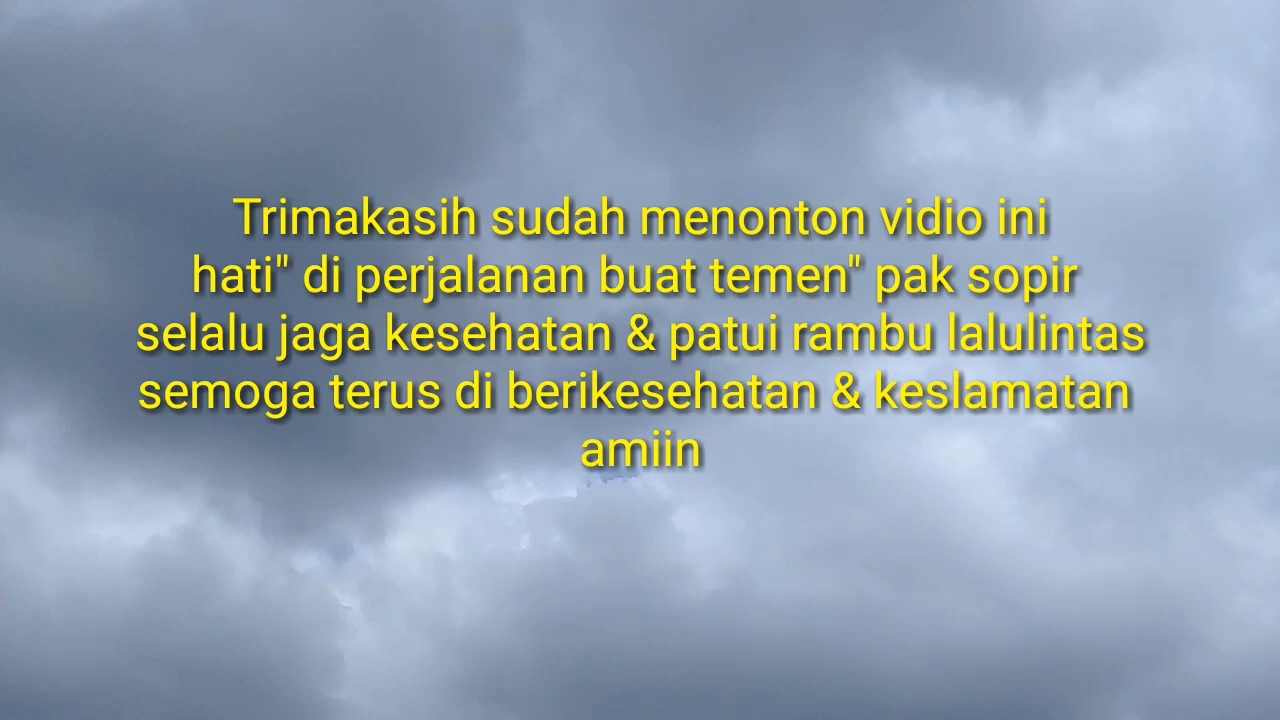 Trimakasih sudah menonton vidio ini
hati" di perjalanan buat temen" pak sopir
selalu jaga kesehatan & patui rambu lalulintas
semoga terus di berikesehatan & keslamatan
amiin